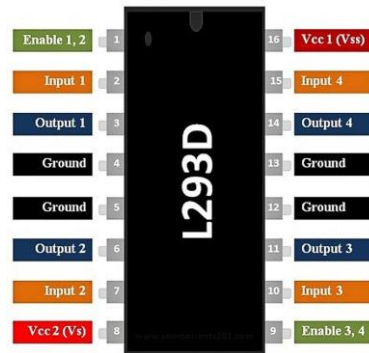 Enable 1, 2
1
16
Vcc 1 (Vss)
Input 1
2
15
Input 4
Output 1
3
14
Output 4
Ground
4
13
Ground
Ground
5
12
Ground
Output 2
6
11
Output 3
Input 2
7
10
Input 3
Vcc 2 (Vs)
8
9
Enable 3, 4
L293D